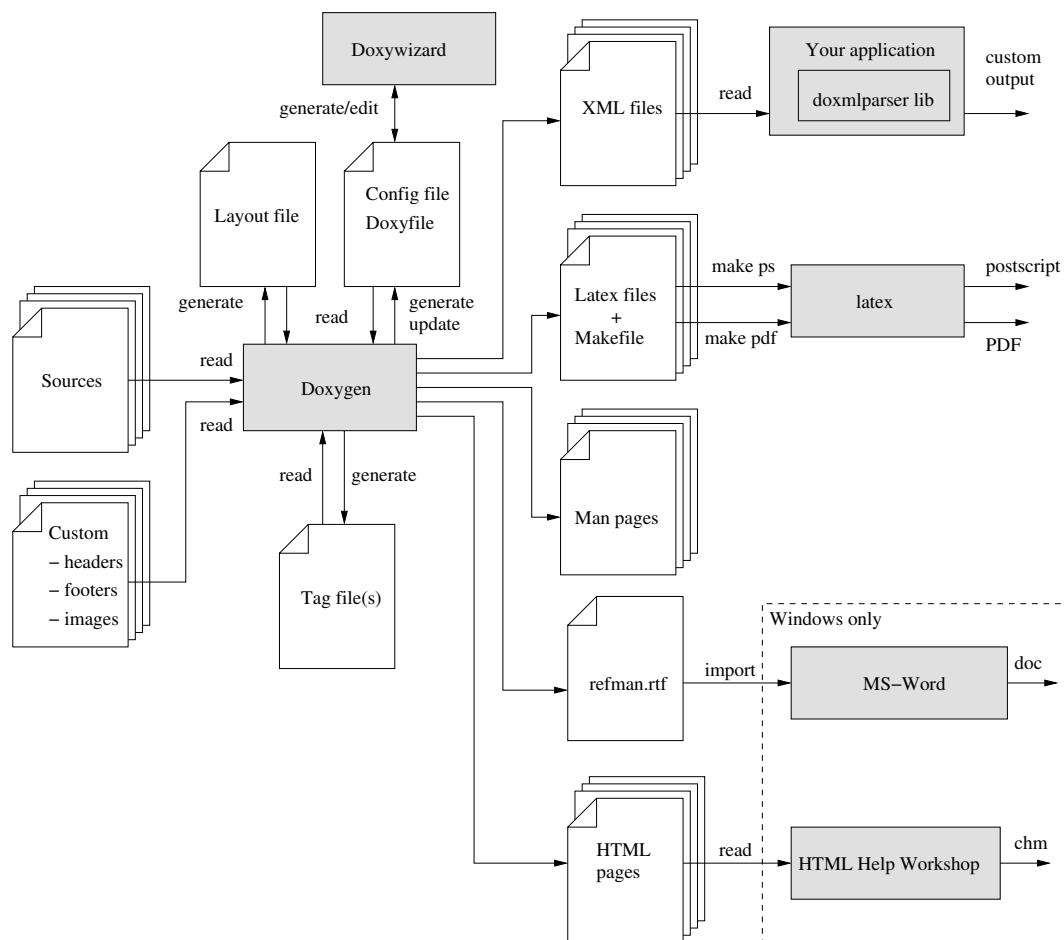 Doxywizard
generate/edit
Layout file
Config file
Doxyfile
generate
read
generate
update
Sources
read
Doxygen
read
Custom
− headers
− footers
− images
read
generate
Tag file(s)
XML files
read
Your application
doxmlparser lib
custom
output
Latex files
+
Makefile
make ps
make pdf
latex
postscript
PDF
Man pages
refman.rtf
import
Windows only
MS−Word
doc
HTML
pages
read
HTML Help Workshop
chm